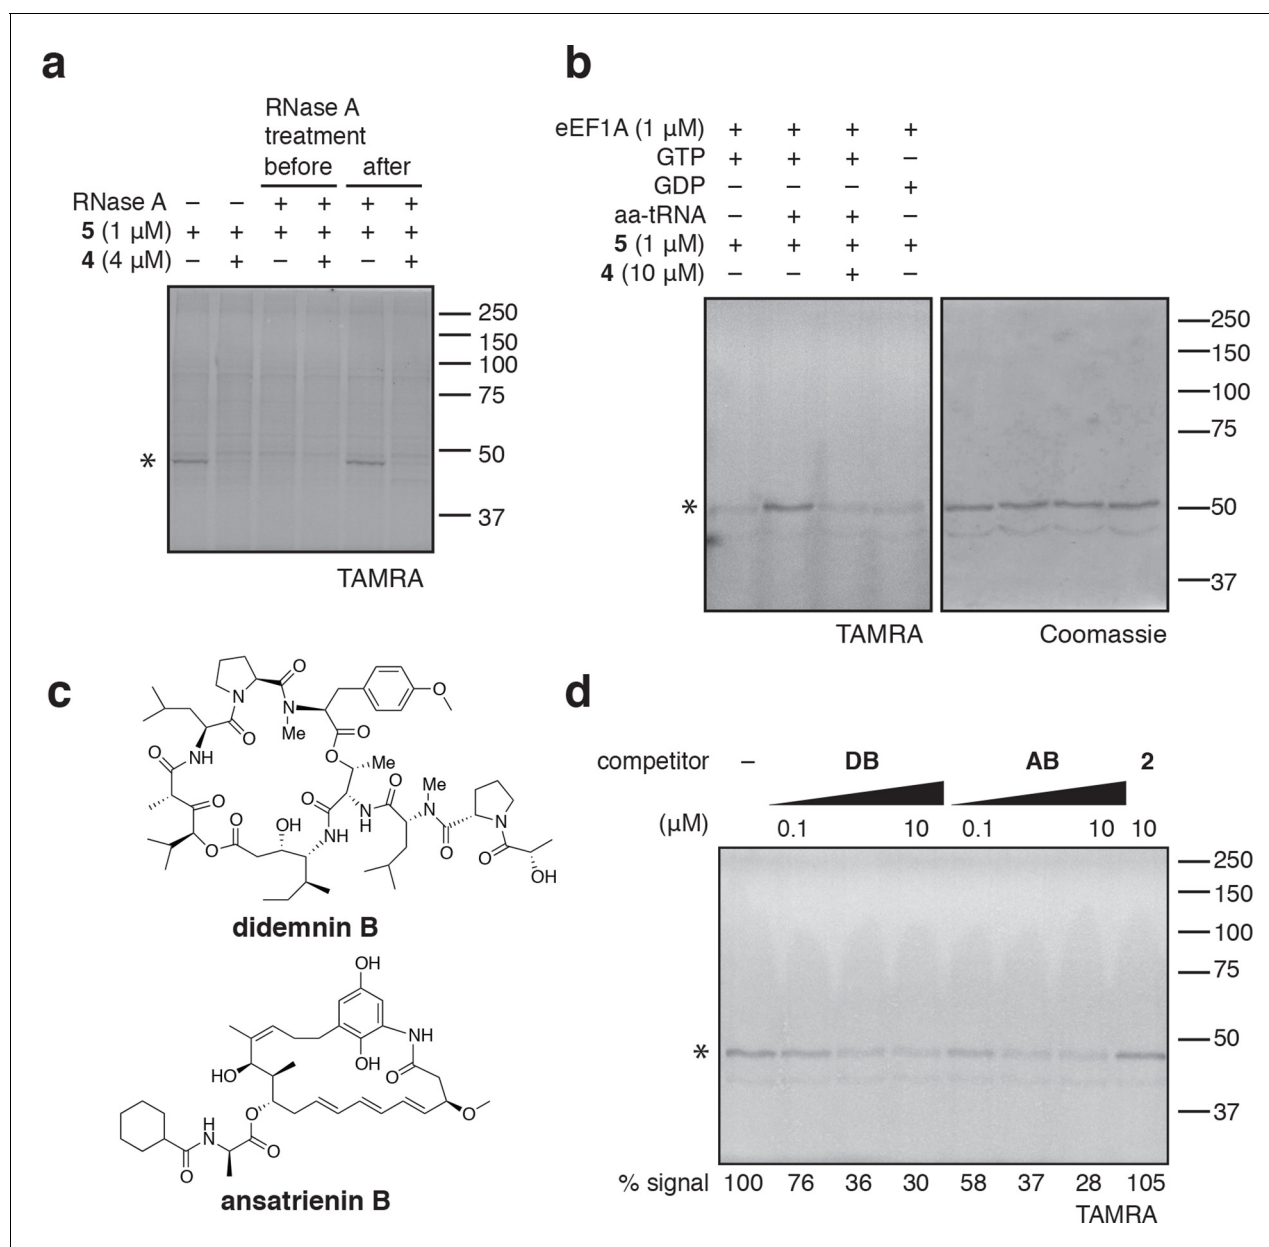 a
RNase A
treatment
before after
RNase A – – + + + +
5 (1 μM) + + + + + +
4 (4 μM) – + – + – +
250
150
100
75
50
37
*
TAMRA
b
eEF1A (1 μM) + + + +
GTP + + + –
GDP – – – +
aa-tRNA – + + –
5 (1 μM) + + + +
4 (10 μM) – – + –
250
150
100
75
50
37
*
TAMRA
Coomassie
c
O
N
O
N
Me
O
O
NH
O
O
O
Me
O
O
O
O
OH
O
NH
N
H
O
Me
N
O
N
O
OH
didemnin B
OH
NH
OH
O
HO
O
O
O
H
N
O
ansatrienin B
d
competitor – DB AB 2
(μM) 0.1 10 0.1 10 10
250
150
100
75
50
37
*
% signal 100 76 36 30 58 37 28 105
TAMRA